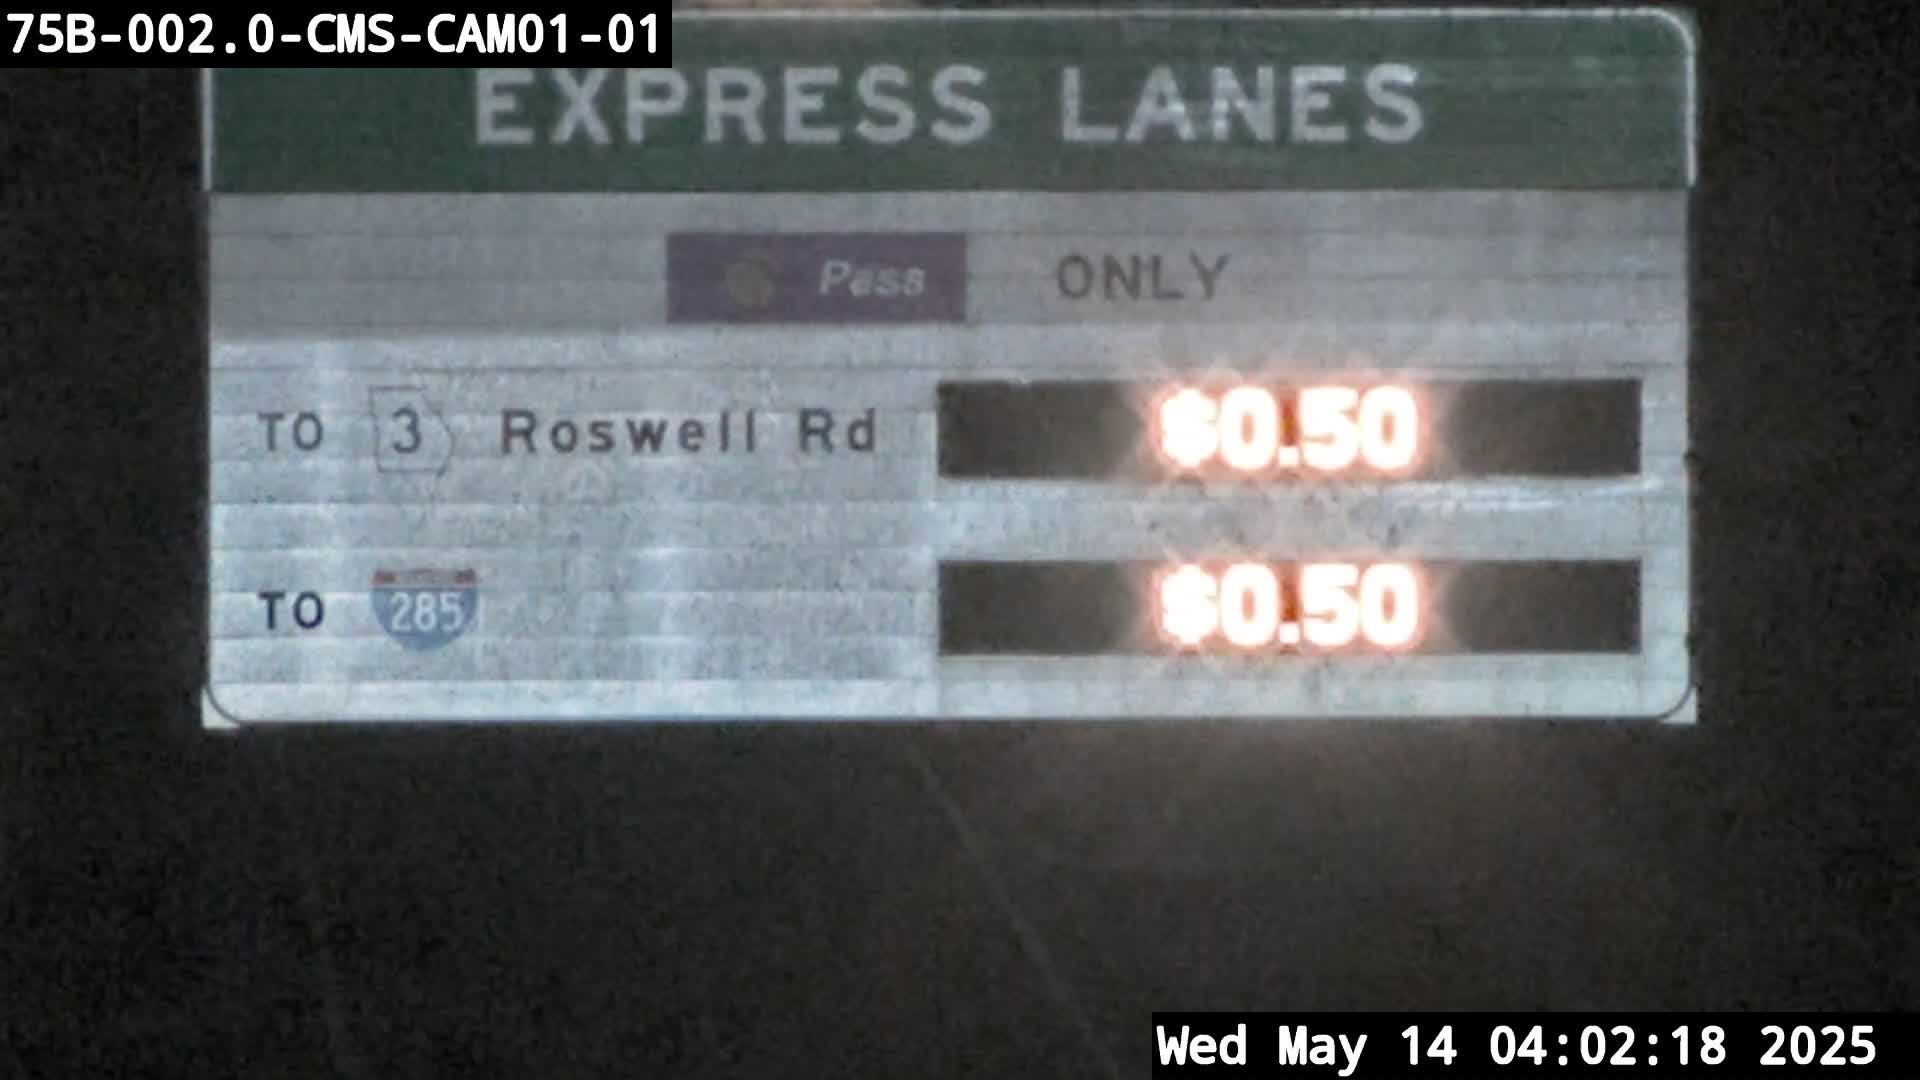 75B-002.0-CMS-CAM01-01
EXPRESS LANES
Pass ONLY
TO 3 Roswell Rd $0.50
TO 285 $0.50
Wed May 14 04:02:18 2025